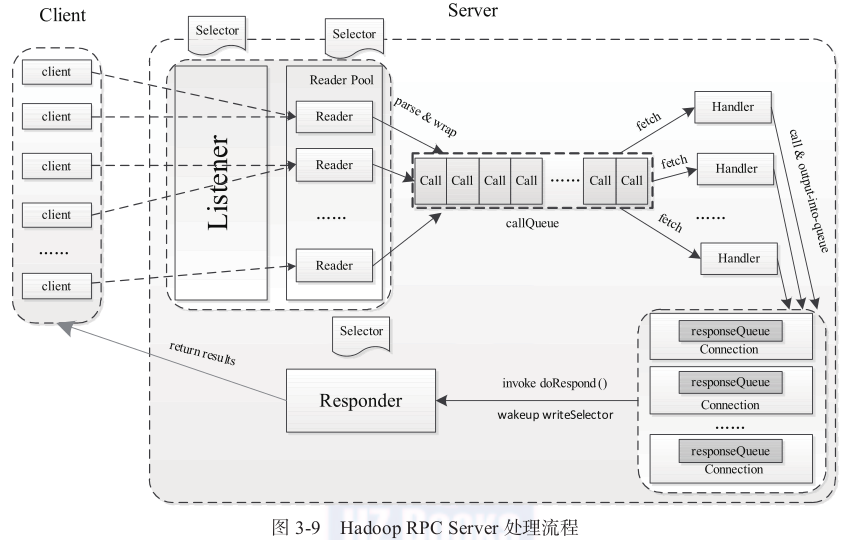 Client
Server
Selector
Selector
client
client
client
client
……
client
Listener
Reader Pool
Reader
Reader
……
Reader
parse & wrap
Call
Call
Call
Call
……
Call
Call
callQueue
fetch
fetch
fetch
Handler
Handler
……
Handler
call & output-into-queue
Selector
return results
Responder
invoke doRespond()
wakeup writeSelector
responseQueue
Connection
responseQueue
Connection
……
responseQueue
Connection
图 3-9 Hadoop RPC Server 处理流程